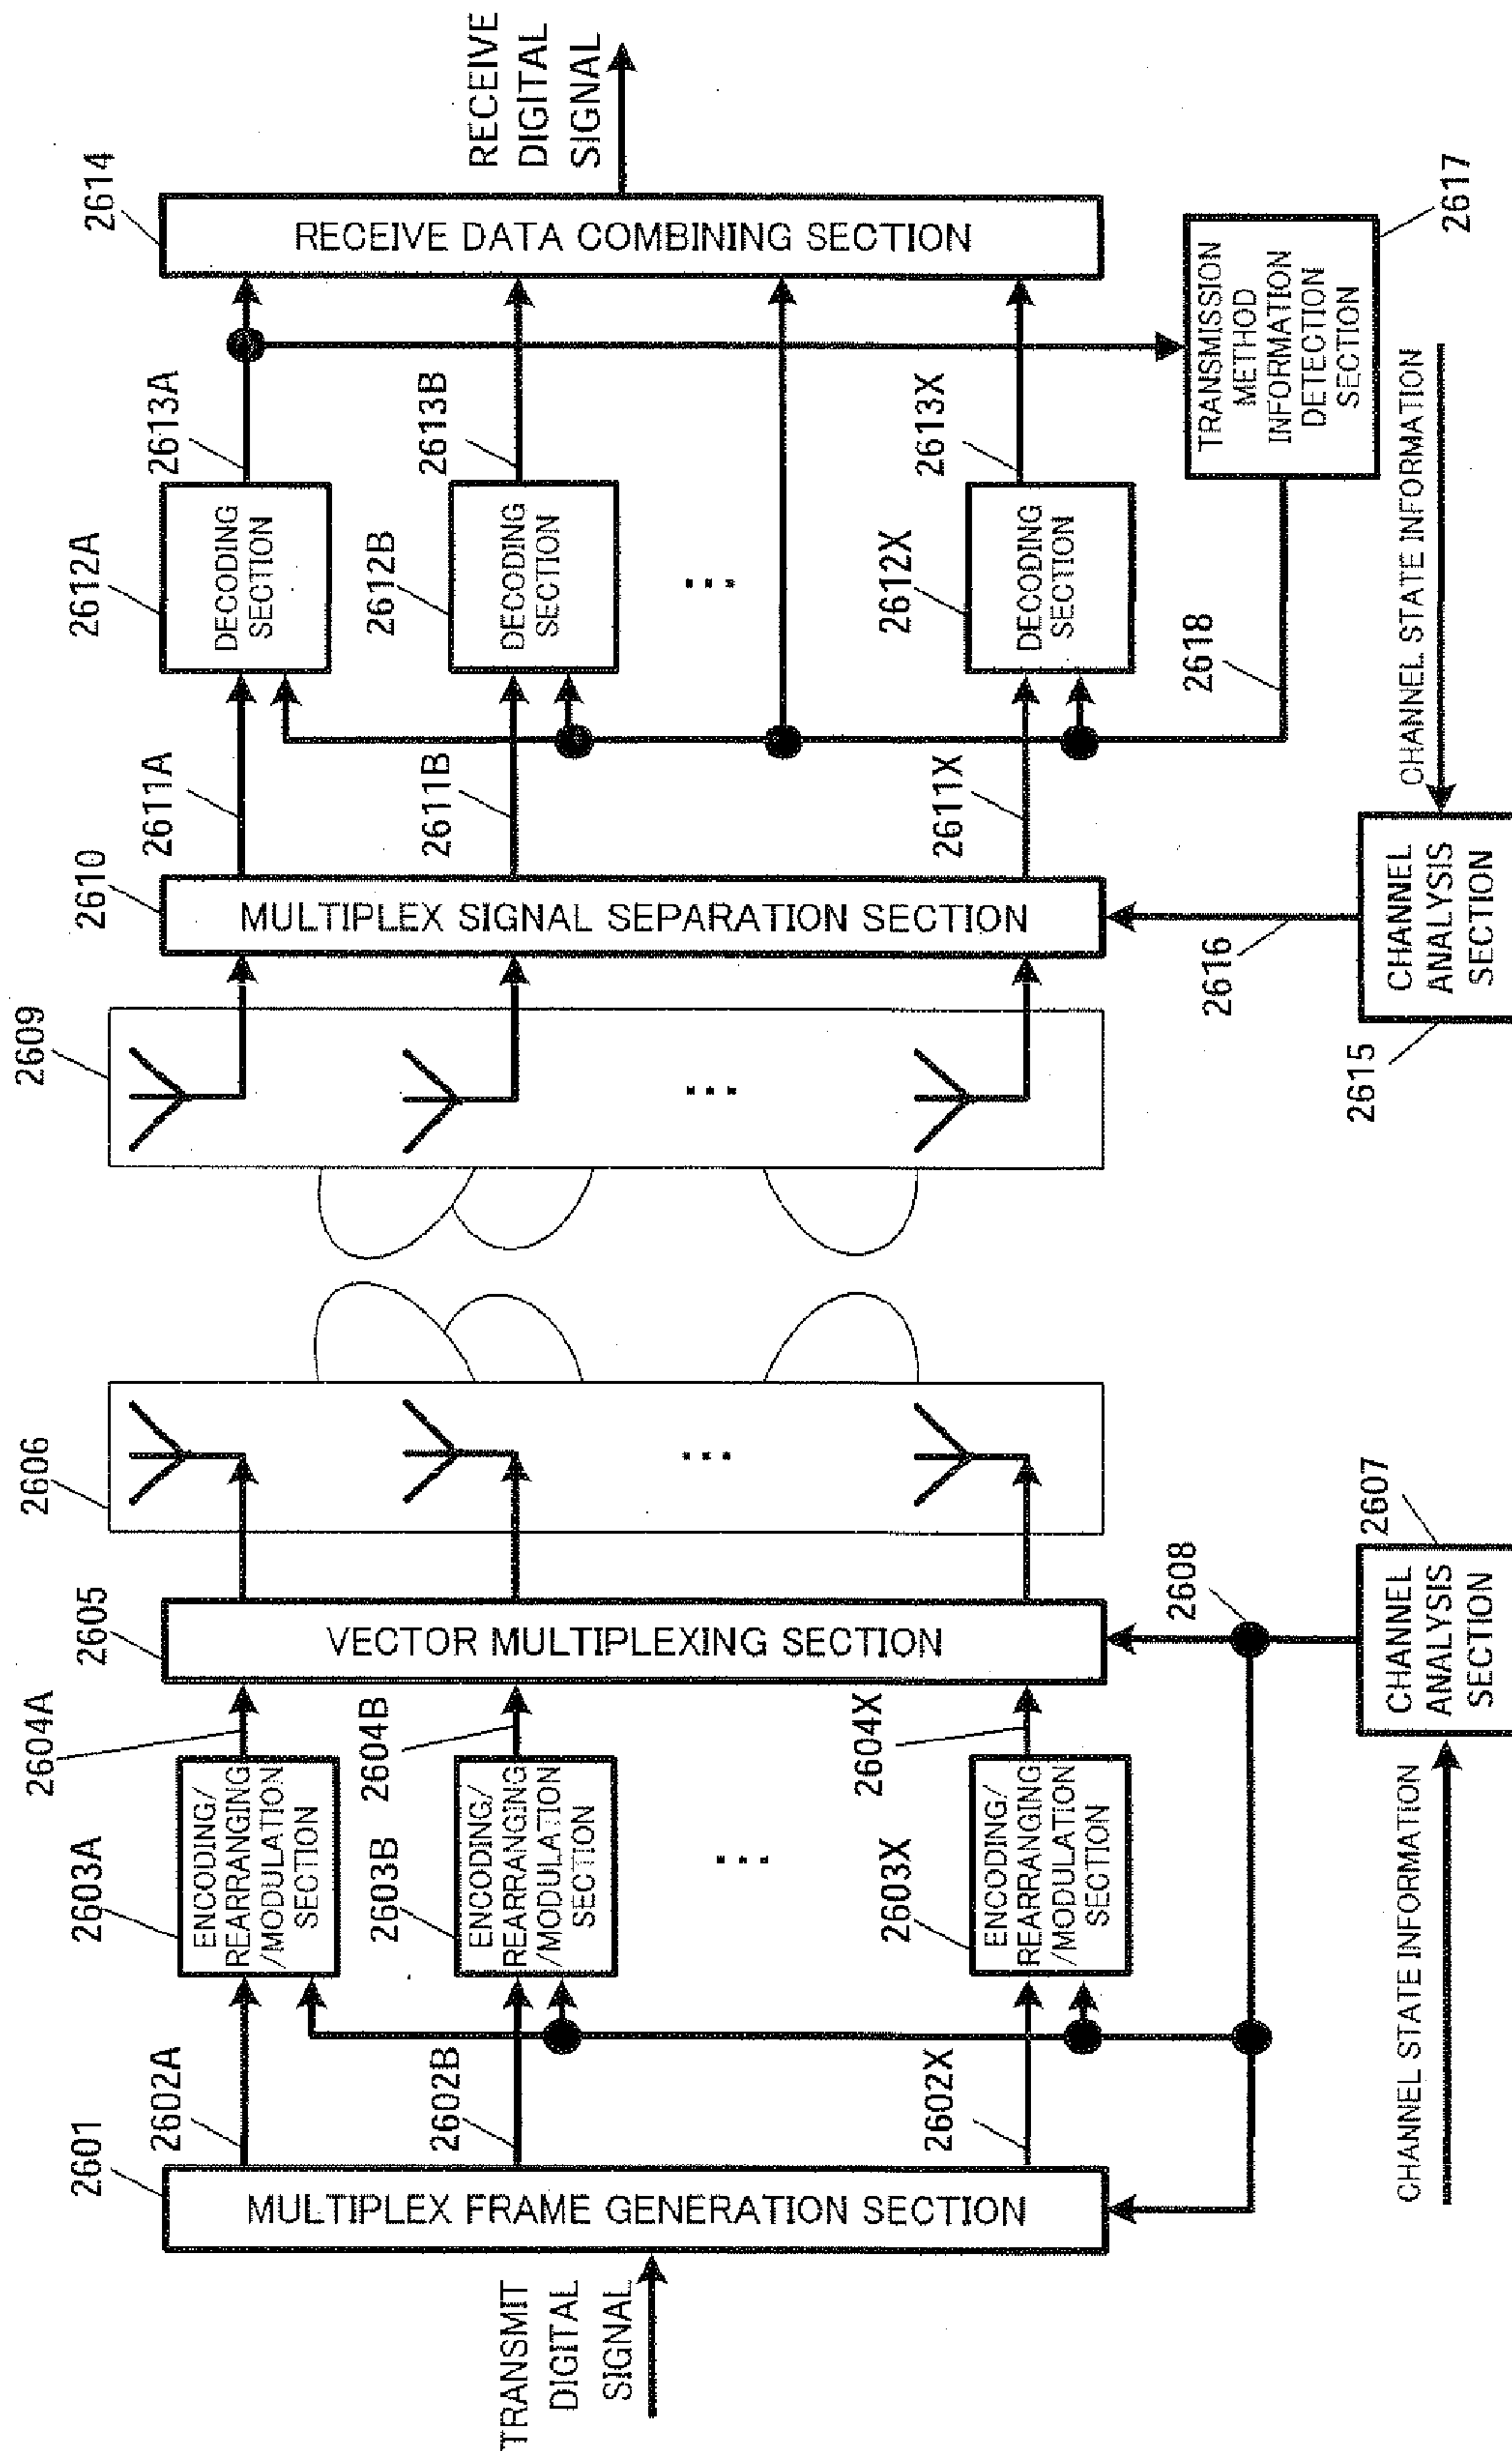 TRANSMIT
DIGITAL
SIGNAL
2601
MULTIPLEX FRAME GENERATION SECTION
2602A
2602B
2602X
2603A
ENCODING/
REARRANGING
/MODULATION
SECTION
2603B
ENCODING/
REARRANGING
/MODULATION
SECTION
...
2603X
ENCODING/
REARRANGING
/MODULATION
SECTION
2604A
2604B
2604X
2605
VECTOR MULTIPLEXING SECTION
2606
...
2608
2607
CHANNEL
ANALYSIS
SECTION
CHANNEL STATE INFORMATION
2609
...
2610
MULTIPLEX SIGNAL SEPARATION SECTION
2616
2615
CHANNEL
ANALYSIS
SECTION
CHANNEL STATE INFORMATION
2611A
2611B
2611X
2612A
DECODING
SECTION
2612B
DECODING
SECTION
...
2612X
DECODING
SECTION
2618
2613A
2613B
2613X
2614
RECEIVE DATA COMBINING SECTION
2617
TRANSMISSION
METHOD
INFORMATION
DETECTION
SECTION
RECEIVE
DIGITAL
SIGNAL